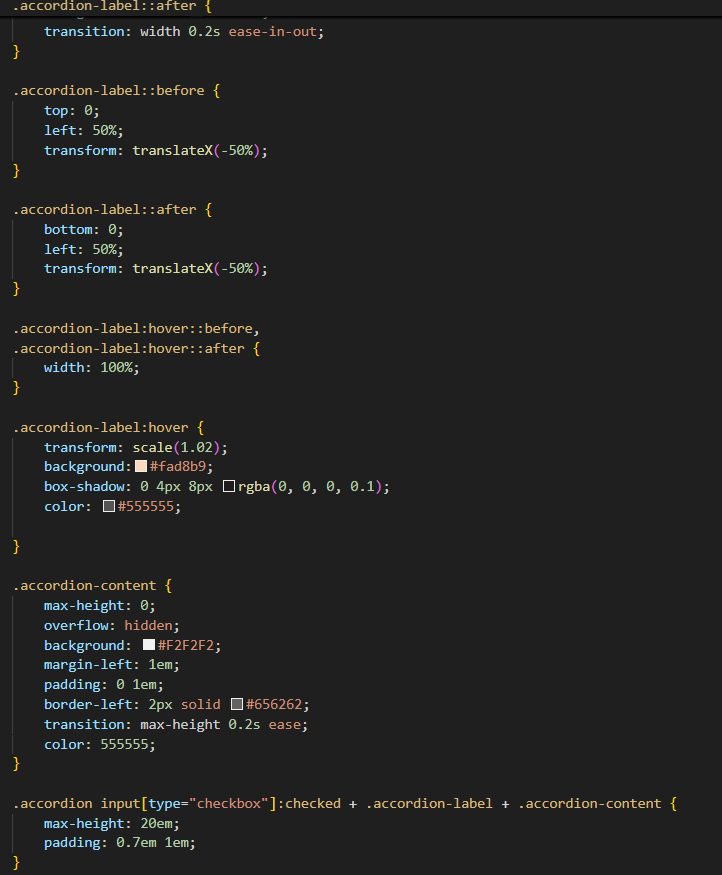 .accordion-label::after {
    transition: width 0.2s ease-in-out;
}

.accordion-label::before {
    top: 0;
    left: 50%;
    transform: translateX(-50%);
}

.accordion-label::after {
    bottom: 0;
    left: 50%;
    transform: translateX(-50%);
}

.accordion-label:hover::before,
.accordion-label:hover::after {
    width: 100%;
}

.accordion-label:hover {
    transform: scale(1.02);
    background: #fad8b9;
    box-shadow: 0 4px 8px rgba(0, 0, 0, 0.1);
    color: #555555;

}

.accordion-content {
    max-height: 0;
    overflow: hidden;
    background: #F2F2F2;
    margin-left: 1em;
    padding: 0 1em;
    border-left: 2px solid #656262;
    transition: max-height 0.2s ease;
    color: 555555;
}

.accordion input[type="checkbox"]:checked + .accordion-label + .accordion-content {
    max-height: 20em;
    padding: 0.7em 1em;
}